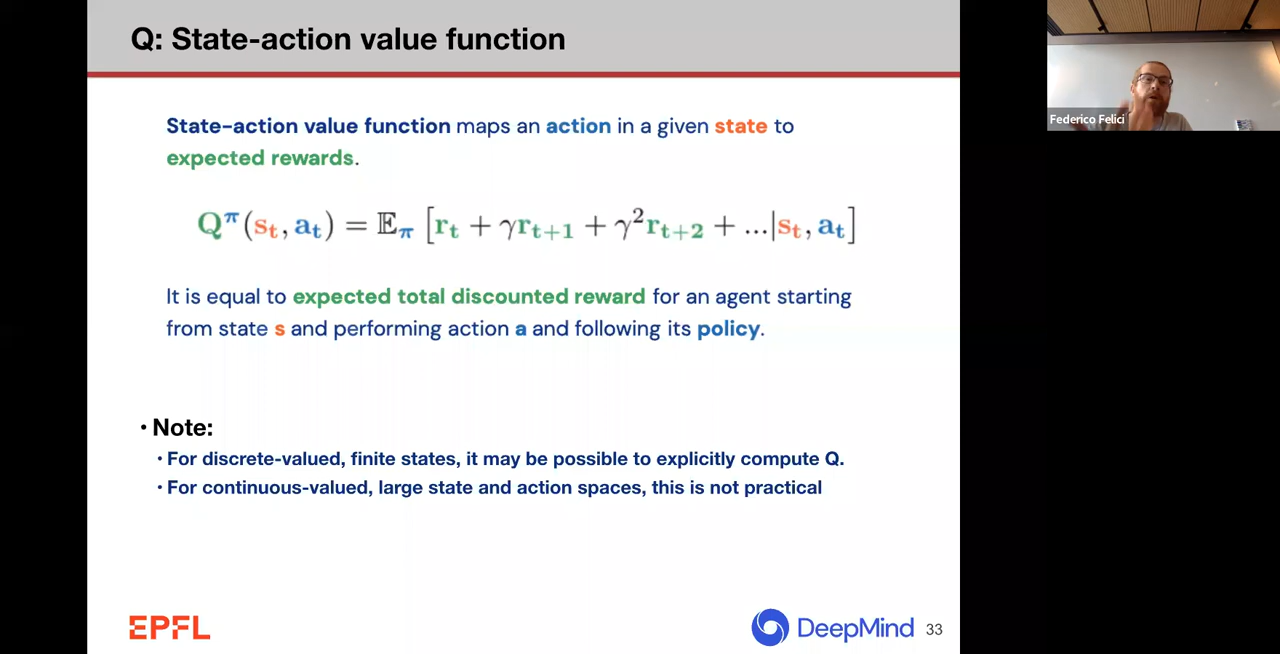 Q: State-action value function
Federico Felici
State-action value function maps an action in a given state to
expected rewards.
Q^π(s_t, a_t) = 𝔼_π [r_t + γr_{t+1} + γ²r_{t+2} + ...|s_t, a_t]
It is equal to expected total discounted reward for an agent starting
from state s and performing action a and following its policy.
• Note:
• For discrete-valued, finite states, it may be possible to explicitly compute Q.
• For continuous-valued, large state and action spaces, this is not practical
EPFL
DeepMind 33